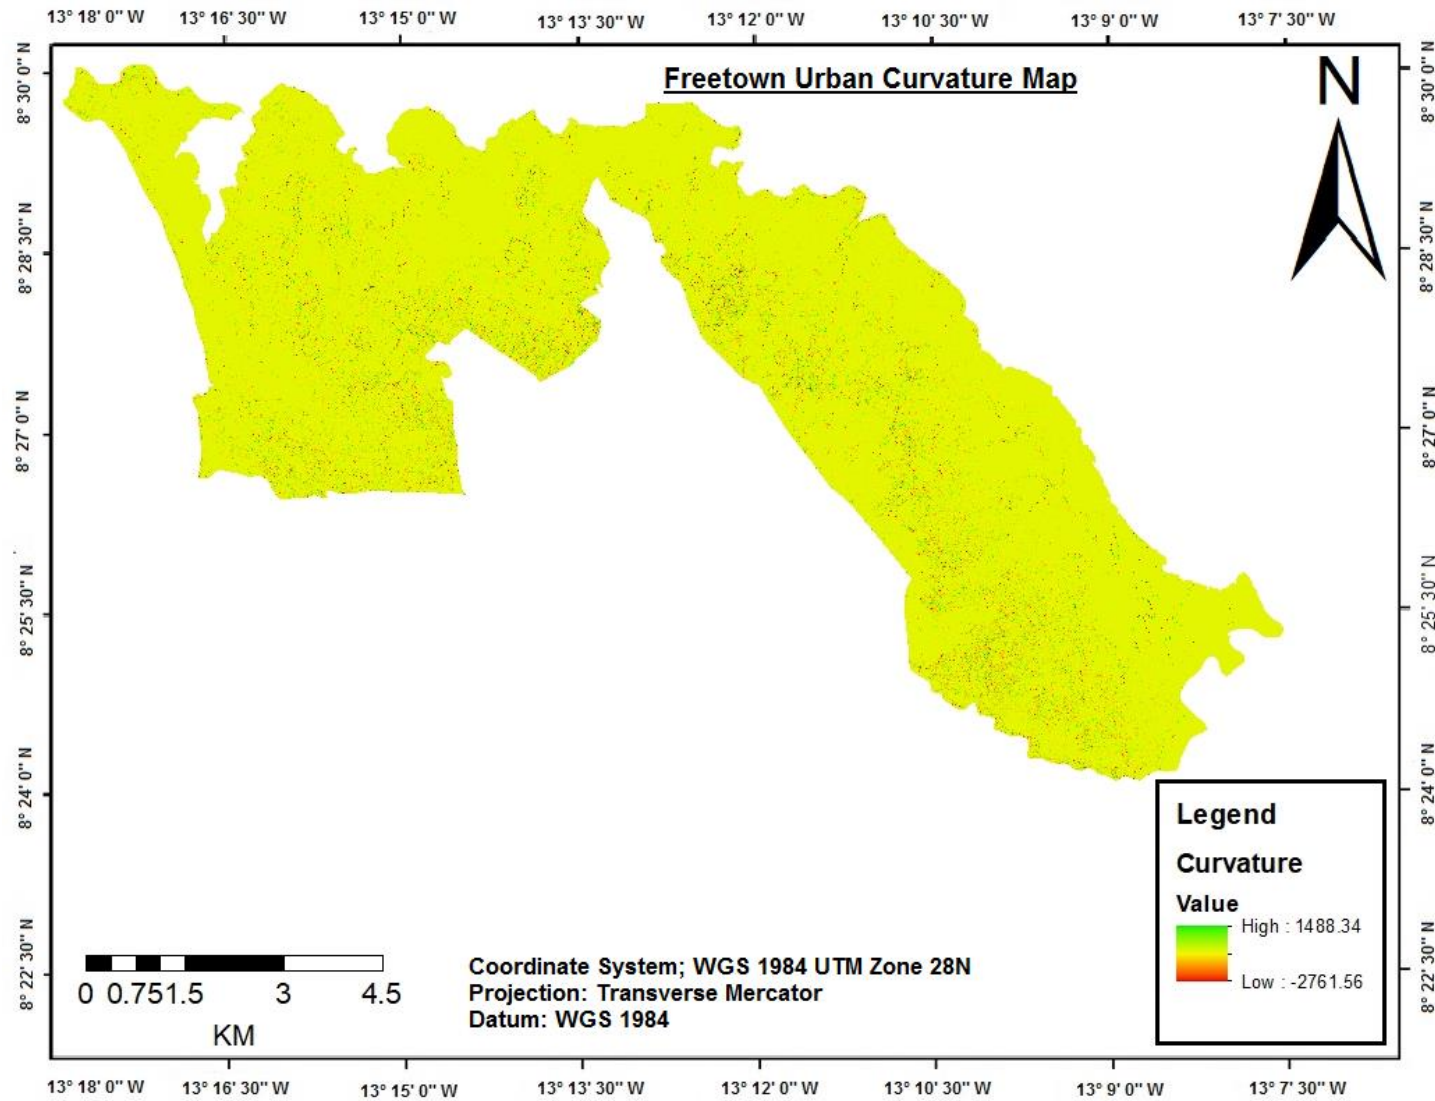 13° 18' 0" W 13° 16' 30" W 13° 15' 0" W 13° 13' 30" W 13° 12' 0" W 13° 10' 30" W 13° 9' 0" W 13° 7' 30" W
Freetown Urban Curvature Map
N
8° 30' 0" N
8° 28' 30" N
8° 27' 0" N
8° 25' 30" N
8° 24' 0" N
8° 22' 30" N
8° 30' 0" N
8° 28' 30" N
8° 27' 0" N
8° 25' 30" N
8° 24' 0" N
8° 22' 30" N
Legend
Curvature
Value
High : 1488.34
Low : -2761.56
0 0.75 1.5 3 4.5
KM
Coordinate System; WGS 1984 UTM Zone 28N
Projection: Transverse Mercator
Datum: WGS 1984
13° 18' 0" W 13° 16' 30" W 13° 15' 0" W 13° 13' 30" W 13° 12' 0" W 13° 10' 30" W 13° 9' 0" W 13° 7' 30" W